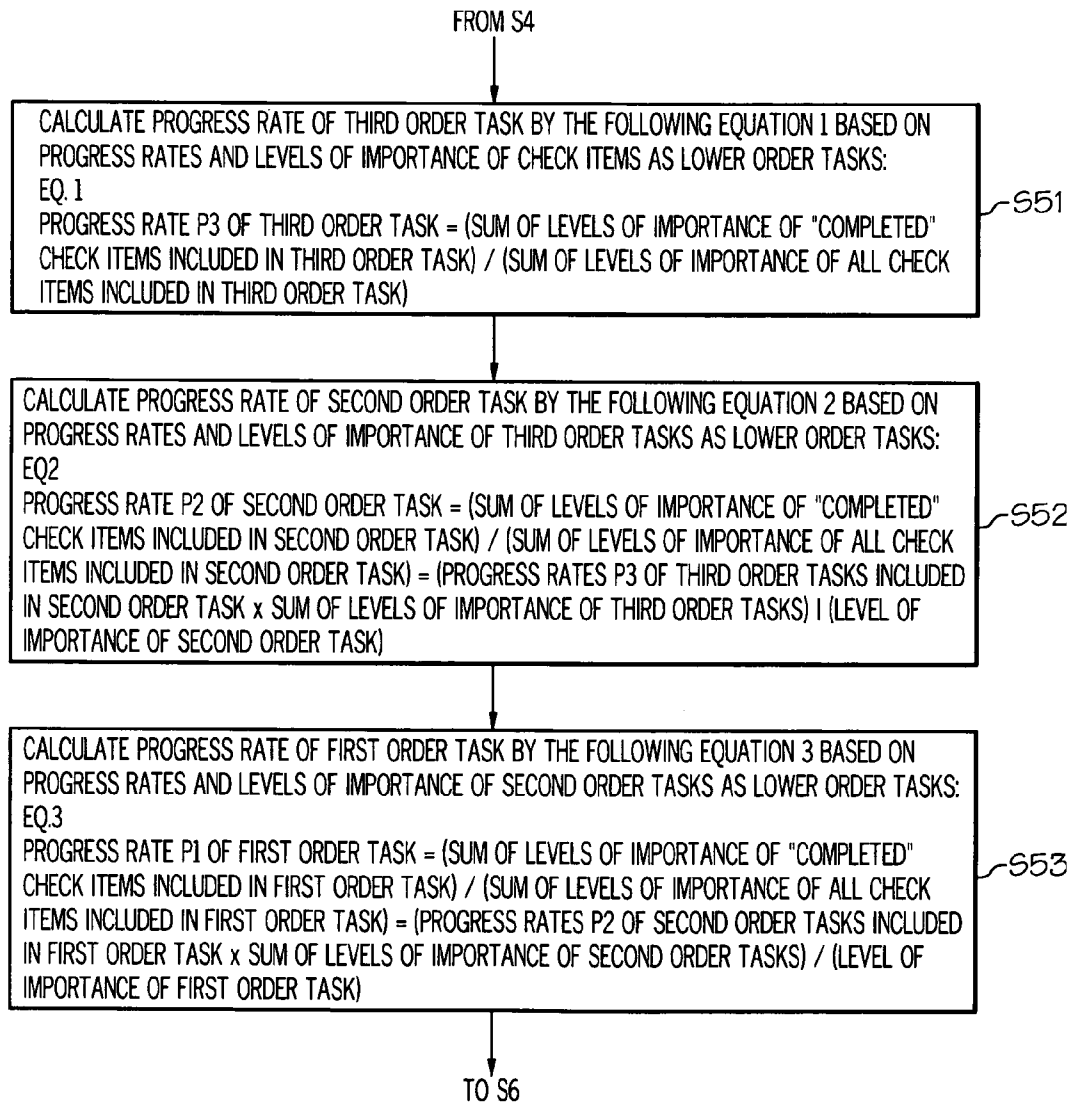 FROM S4
CALCULATE PROGRESS RATE OF THIRD ORDER TASK BY THE FOLLOWING EQUATION 1 BASED ON
PROGRESS RATES AND LEVELS OF IMPORTANCE OF CHECK ITEMS AS LOWER ORDER TASKS:
EQ. 1
PROGRESS RATE P3 OF THIRD ORDER TASK = (SUM OF LEVELS OF IMPORTANCE OF "COMPLETED"
CHECK ITEMS INCLUDED IN THIRD ORDER TASK) / (SUM OF LEVELS OF IMPORTANCE OF ALL CHECK
ITEMS INCLUDED IN THIRD ORDER TASK)
S51
CALCULATE PROGRESS RATE OF SECOND ORDER TASK BY THE FOLLOWING EQUATION 2 BASED ON
PROGRESS RATES AND LEVELS OF IMPORTANCE OF THIRD ORDER TASKS AS LOWER ORDER TASKS:
EQ2
PROGRESS RATE P2 OF SECOND ORDER TASK = (SUM OF LEVELS OF IMPORTANCE OF "COMPLETED"
CHECK ITEMS INCLUDED IN SECOND ORDER TASK) / (SUM OF LEVELS OF IMPORTANCE OF ALL CHECK
ITEMS INCLUDED IN SECOND ORDER TASK) = (PROGRESS RATES P3 OF THIRD ORDER TASKS INCLUDED
IN SECOND ORDER TASK x SUM OF LEVELS OF IMPORTANCE OF THIRD ORDER TASKS) I (LEVEL OF
IMPORTANCE OF SECOND ORDER TASK)
S52
CALCULATE PROGRESS RATE OF FIRST ORDER TASK BY THE FOLLOWING EQUATION 3 BASED ON
PROGRESS RATES AND LEVELS OF IMPORTANCE OF SECOND ORDER TASKS AS LOWER ORDER TASKS:
EQ.3
PROGRESS RATE P1 OF FIRST ORDER TASK = (SUM OF LEVELS OF IMPORTANCE OF "COMPLETED"
CHECK ITEMS INCLUDED IN FIRST ORDER TASK) / (SUM OF LEVELS OF IMPORTANCE OF ALL CHECK
ITEMS INCLUDED IN FIRST ORDER TASK) = (PROGRESS RATES P2 OF SECOND ORDER TASKS INCLUDED
IN FIRST ORDER TASK x SUM OF LEVELS OF IMPORTANCE OF SECOND ORDER TASKS) / (LEVEL OF
IMPORTANCE OF FIRST ORDER TASK)
S53
TO S6